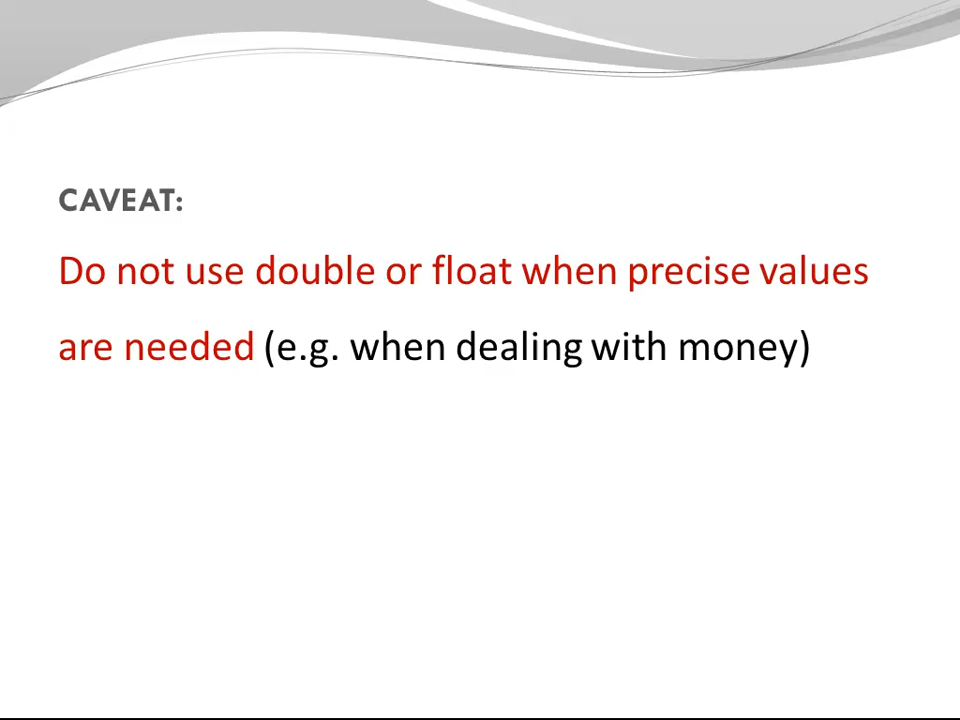 CAVEAT:
Do not use double or float when precise values
are needed (e.g. when dealing with money)